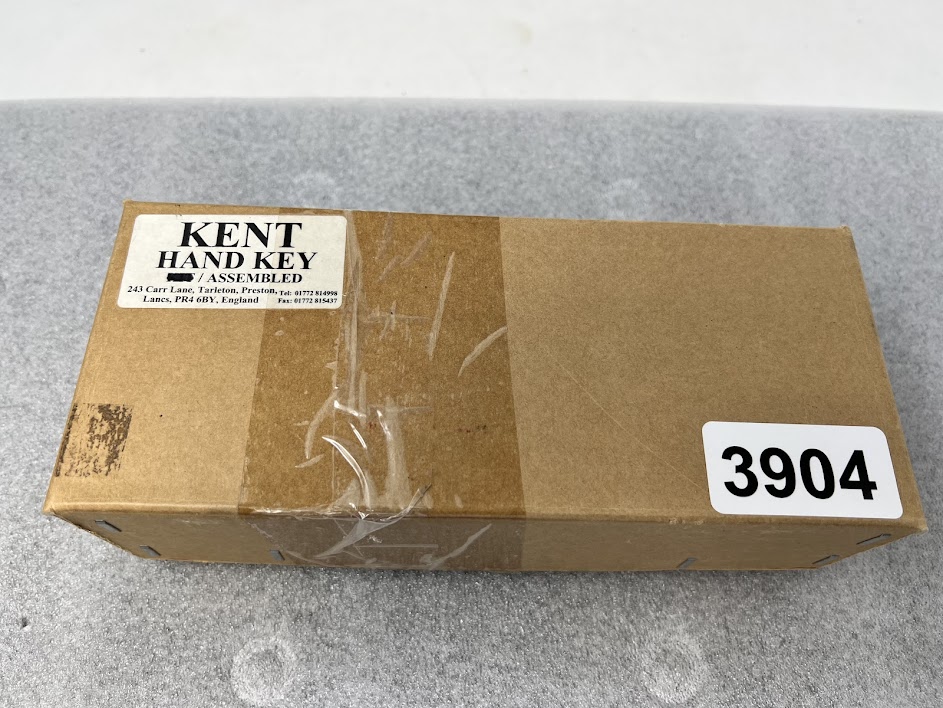 KENT
HAND KEY
/ ASSEMBLED
243 Carr Lane, Tarleton, Preston, Tel: 01772 814998
Lancs, PR4 6BY, England Fax: 01772 815437
3904